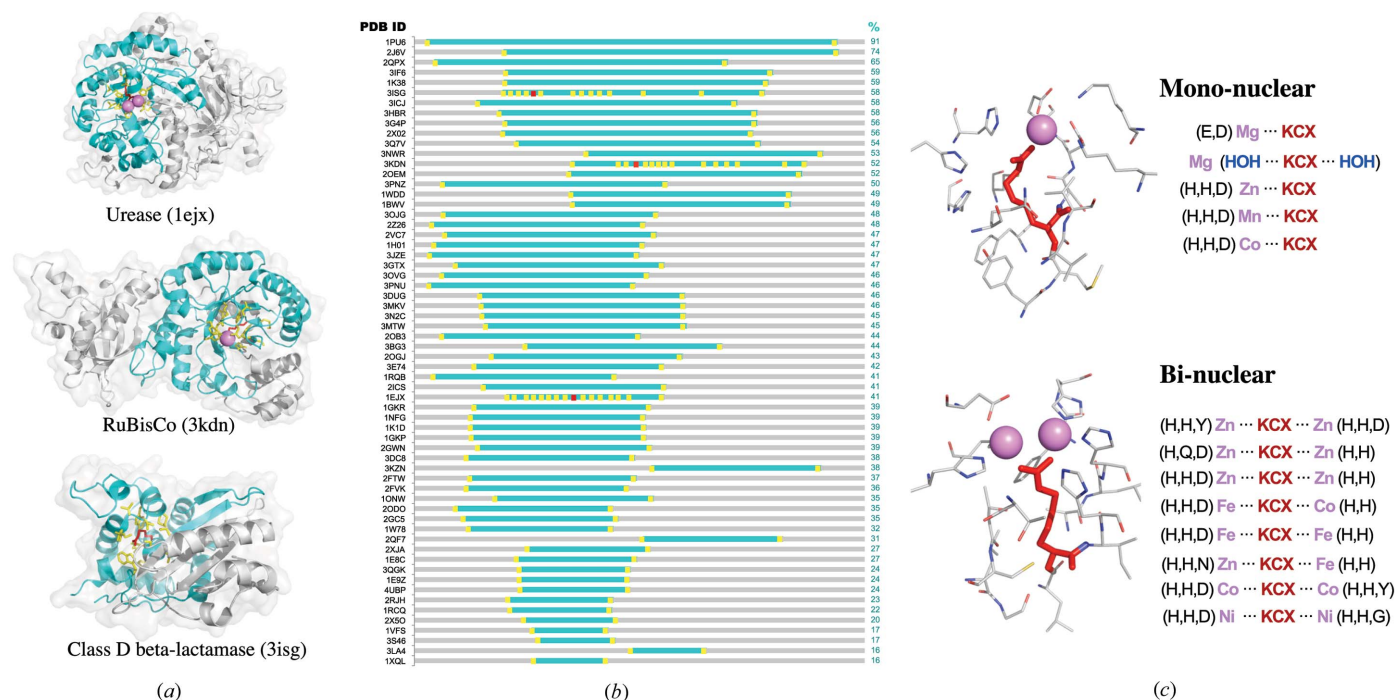 Urease (1ejx)
RuBisCo (3kdn)
Class D beta-lactamase (3isg)
(a)
PDB ID %
1PU6 91
2J6V 74
2QPX 65
3IF6 59
1K38 59
3ISG 58
3ICJ 58
3HBR 58
3G4P 56
2X02 56
3Q7V 54
3NWR 53
3KDN 52
2OEM 52
3PNZ 50
1WDD 49
1BWV 49
3OJG 48
2Z26 48
2VC7 47
1H01 47
3JZE 47
3GTX 47
3OVG 46
3PNU 46
3DUG 46
3MKV 46
3N2C 45
3MTW 45
2OB3 44
3BG3 44
2OGJ 43
3E74 42
1RQB 41
2ICS 41
1EJX 41
1GKR 39
1NFG 39
1K1D 39
1GKP 39
2GWN 39
3DC8 38
3KZN 38
2FTW 37
2FVK 36
1ONW 35
2ODO 35
2GC5 35
1W78 32
2QF7 31
2XJA 27
1E8C 27
3QGK 24
1E9Z 24
4UBP 24
2RJH 23
1RCQ 22
2X5O 20
1VFS 17
3S46 17
3LA4 16
1XQL 16
(b)
Mono-nuclear
(E,D) Mg ··· KCX
Mg (HOH ··· KCX ··· HOH)
(H,H,D) Zn ··· KCX
(H,H,D) Mn ··· KCX
(H,H,D) Co ··· KCX
Bi-nuclear
(H,H,Y) Zn ··· KCX ··· Zn (H,H,D)
(H,Q,D) Zn ··· KCX ··· Zn (H,H)
(H,H,D) Zn ··· KCX ··· Zn (H,H)
(H,H,D) Fe ··· KCX ··· Co (H,H)
(H,H,D) Fe ··· KCX ··· Fe (H,H)
(H,H,N) Zn ··· KCX ··· Fe (H,H)
(H,H,D) Co ··· KCX ··· Co (H,H,Y)
(H,H,D) Ni ··· KCX ··· Ni (H,H,G)
(c)